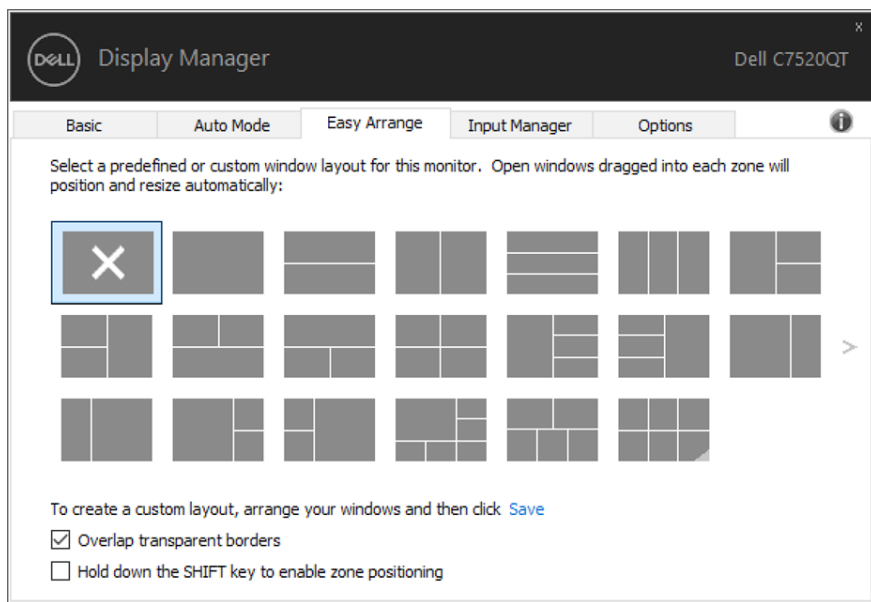 x
DELL
Display Manager
Dell C7520QT
Basic
Auto Mode
Easy Arrange
Input Manager
Options
i
Select a predefined or custom window layout for this monitor.  Open windows dragged into each zone will
position and resize automatically:
>
To create a custom layout, arrange your windows and then click Save
Overlap transparent borders
Hold down the SHIFT key to enable zone positioning